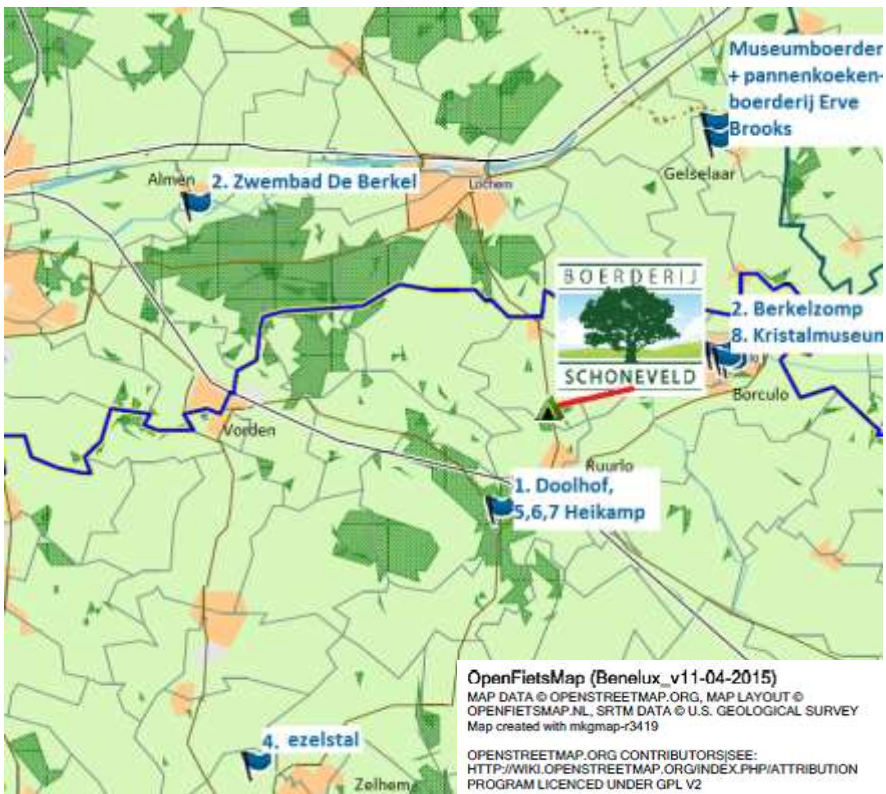 Museumboerder
+ pannenkoeken-
boerderij Erve
Brooks
Almen
2. Zwembad De Berkel
Lochem
Gelselaar
BOERDERIJ
SCHONEVELD
2. Berkelzomp
8. Kristalmuseum
Borculo
Vorden
Ruurlo
1. Doolhof,
5,6,7 Heikamp
4. ezelstal
Zelhem
OpenFietsMap (Benelux_v11-04-2015)
MAP DATA © OPENSTREETMAP.ORG, MAP LAYOUT ©
OPENFIETSMAP.NL, SRTM DATA © U.S. GEOLOGICAL SURVEY
Map created with mkgmap-r3419
OPENSTREETMAP.ORG CONTRIBUTORS|SEE:
HTTP://WIKI.OPENSTREETMAP.ORG/INDEX.PHP/ATTRIBUTION
PROGRAM LICENCED UNDER GPL V2